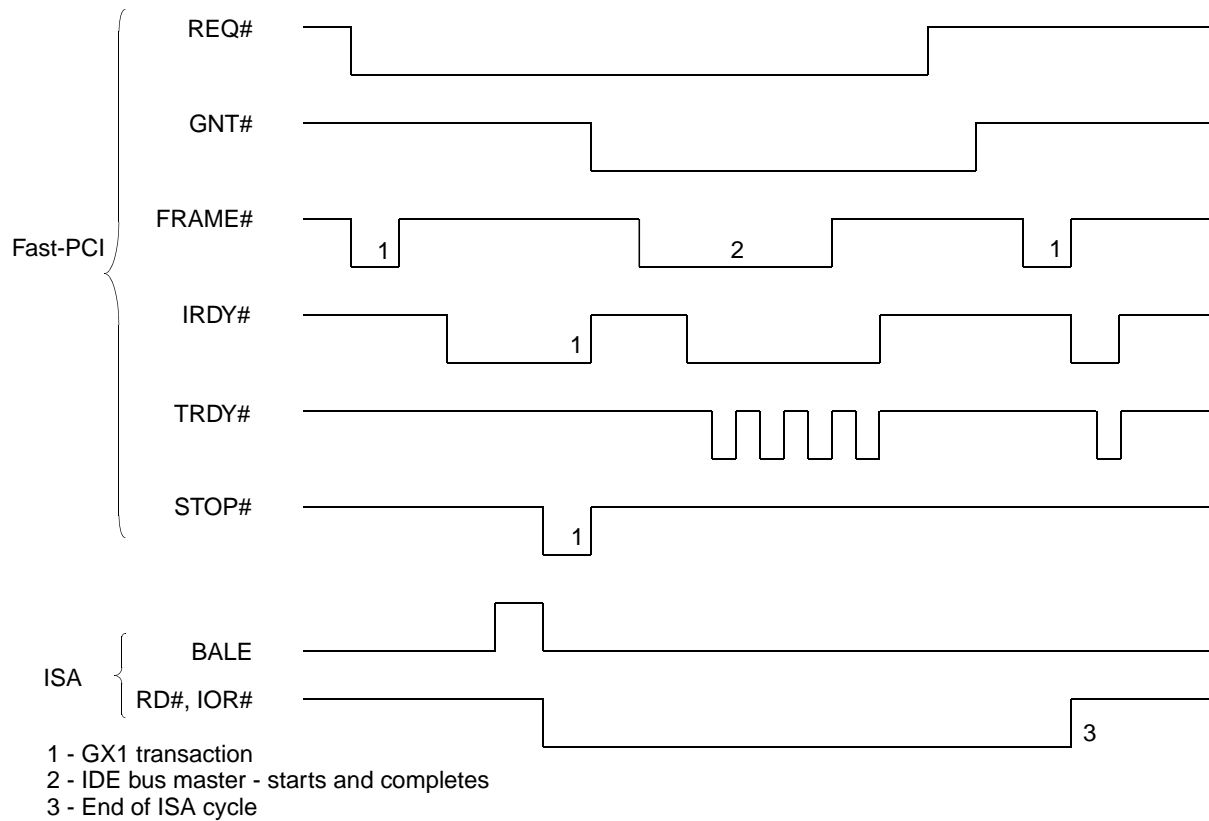 REQ#
GNT#
FRAME#
1
2
1
Fast-PCI
IRDY#
1
TRDY#
STOP#
1
BALE
ISA
RD#, IOR#
3
1 - GX1 transaction
2 - IDE bus master - starts and completes
3 - End of ISA cycle